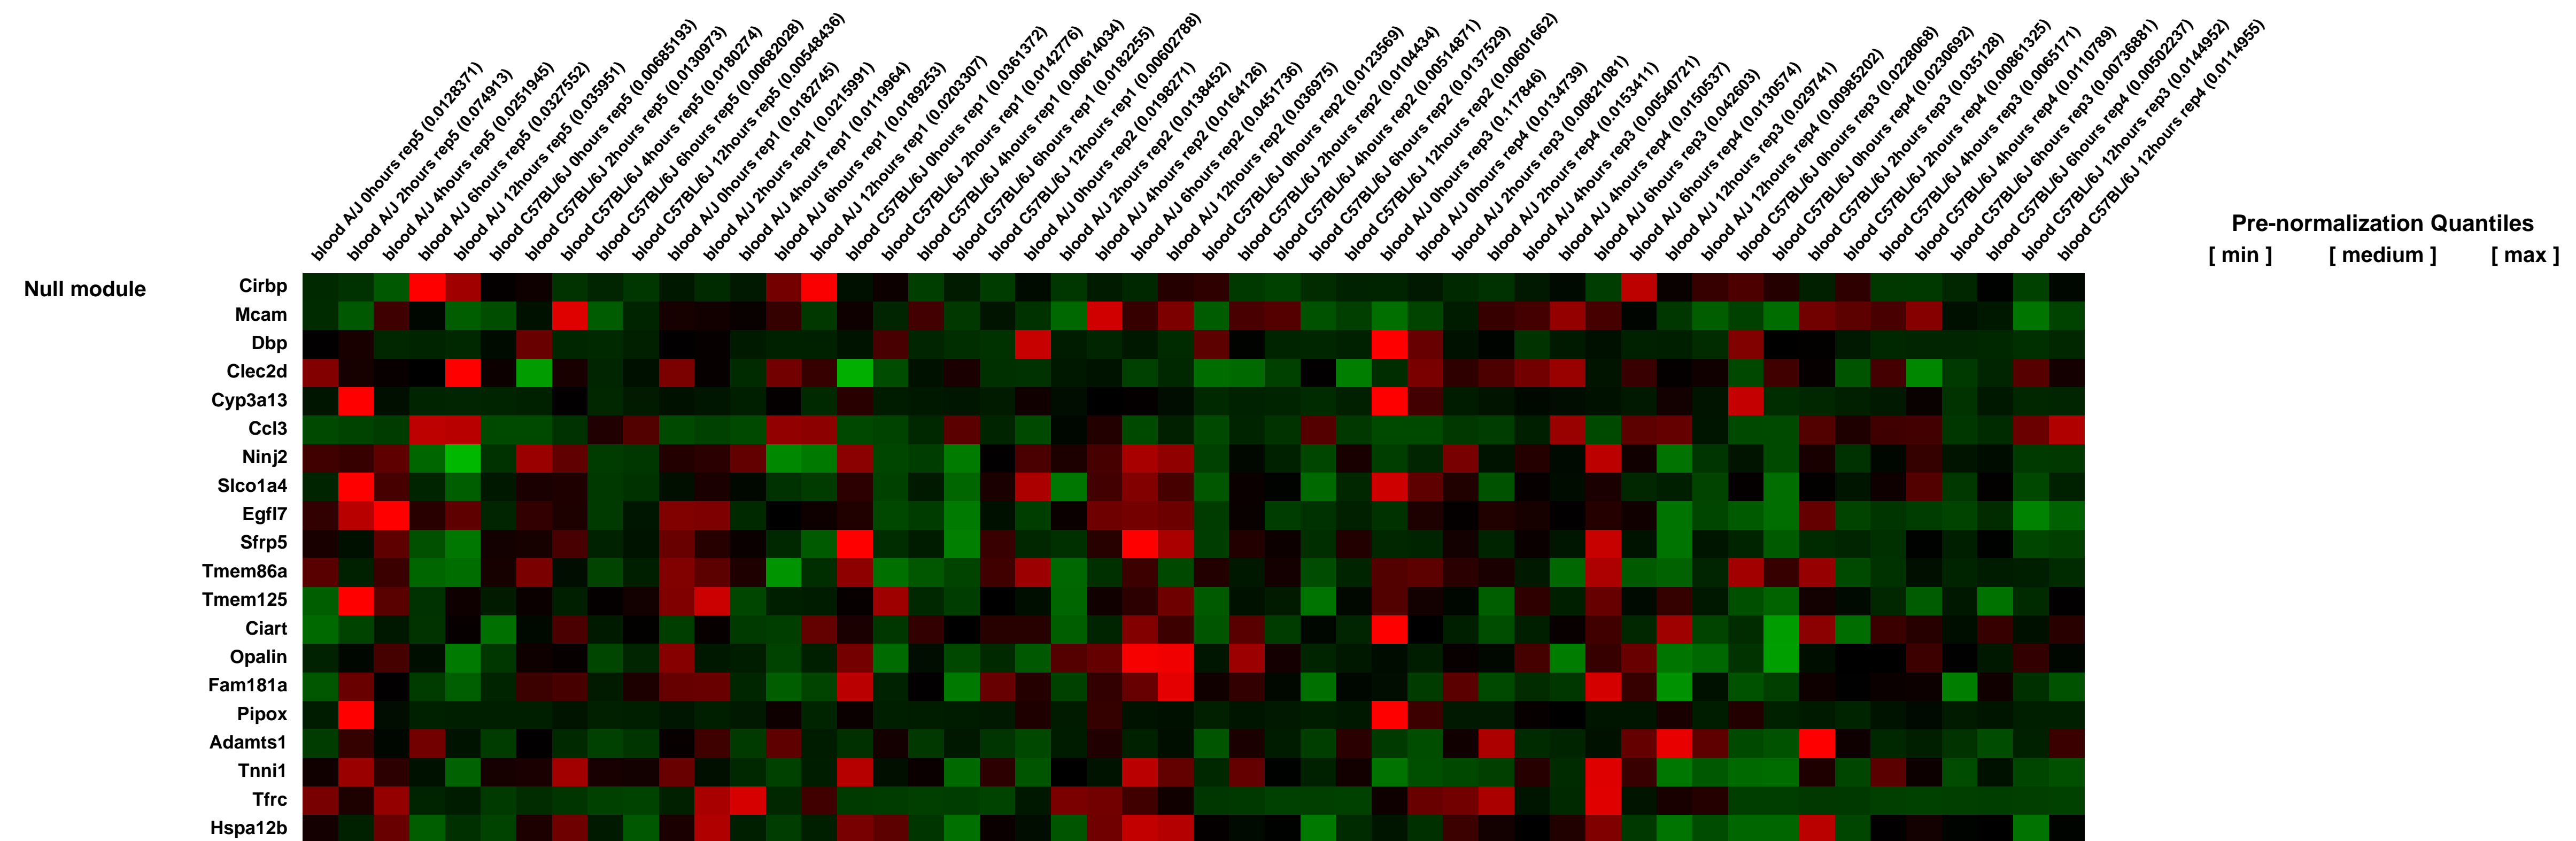 blood A/J 0hours rep5 (0.0128371)
blood A/J 2hours rep5 (0.074913)
blood A/J 4hours rep5 (0.0251945)
blood A/J 6hours rep5 (0.0327552)
blood A/J 12hours rep5 (0.035951)
blood C57BL/6J 0hours rep5 (0.00685193)
blood C57BL/6J 2hours rep5 (0.0130973)
blood C57BL/6J 4hours rep5 (0.0180274)
blood C57BL/6J 6hours rep5 (0.00682028)
blood C57BL/6J 12hours rep5 (0.00548436)
blood A/J 0hours rep1 (0.0182745)
blood A/J 2hours rep1 (0.0215991)
blood A/J 4hours rep1 (0.0119964)
blood A/J 6hours rep1 (0.0189253)
blood A/J 12hours rep1 (0.0203307)
blood C57BL/6J 0hours rep1 (0.0361372)
blood C57BL/6J 2hours rep1 (0.0142776)
blood C57BL/6J 4hours rep1 (0.00614034)
blood C57BL/6J 6hours rep1 (0.0182255)
blood C57BL/6J 12hours rep1 (0.00602788)
blood A/J 0hours rep2 (0.0198271)
blood A/J 2hours rep2 (0.0138452)
blood A/J 4hours rep2 (0.0164126)
blood A/J 6hours rep2 (0.0451736)
blood A/J 12hours rep2 (0.036975)
blood C57BL/6J 0hours rep2 (0.0123569)
blood C57BL/6J 2hours rep2 (0.0104434)
blood C57BL/6J 4hours rep2 (0.00514871)
blood C57BL/6J 6hours rep2 (0.0137529)
blood C57BL/6J 12hours rep2 (0.00601662)
blood A/J 0hours rep3 (0.117846)
blood A/J 0hours rep4 (0.0134739)
blood A/J 2hours rep3 (0.00821081)
blood A/J 2hours rep4 (0.0153411)
blood A/J 4hours rep3 (0.00540721)
blood A/J 4hours rep4 (0.0150537)
blood A/J 6hours rep3 (0.042603)
blood A/J 6hours rep4 (0.0130574)
blood A/J 12hours rep3 (0.029741)
blood A/J 12hours rep4 (0.00985202)
blood C57BL/6J 0hours rep3 (0.0228068)
blood C57BL/6J 0hours rep4 (0.0230692)
blood C57BL/6J 2hours rep3 (0.035128)
blood C57BL/6J 2hours rep4 (0.00861325)
blood C57BL/6J 4hours rep3 (0.0065171)
blood C57BL/6J 4hours rep4 (0.0110789)
blood C57BL/6J 6hours rep3 (0.00736881)
blood C57BL/6J 6hours rep4 (0.00502237)
blood C57BL/6J 12hours rep3 (0.0144952)
blood C57BL/6J 12hours rep4 (0.0114955)
Pre-normalization Quantiles
[ min ] [ medium ] [ max ]
Null module
Cirbp
Mcam
Dbp
Clec2d
Cyp3a13
Ccl3
Ninj2
Slco1a4
Egfl7
Sfrp5
Tmem86a
Tmem125
Ciart
Opalin
Fam181a
Pipox
Adamts1
Tnni1
Tfrc
Hspa12b